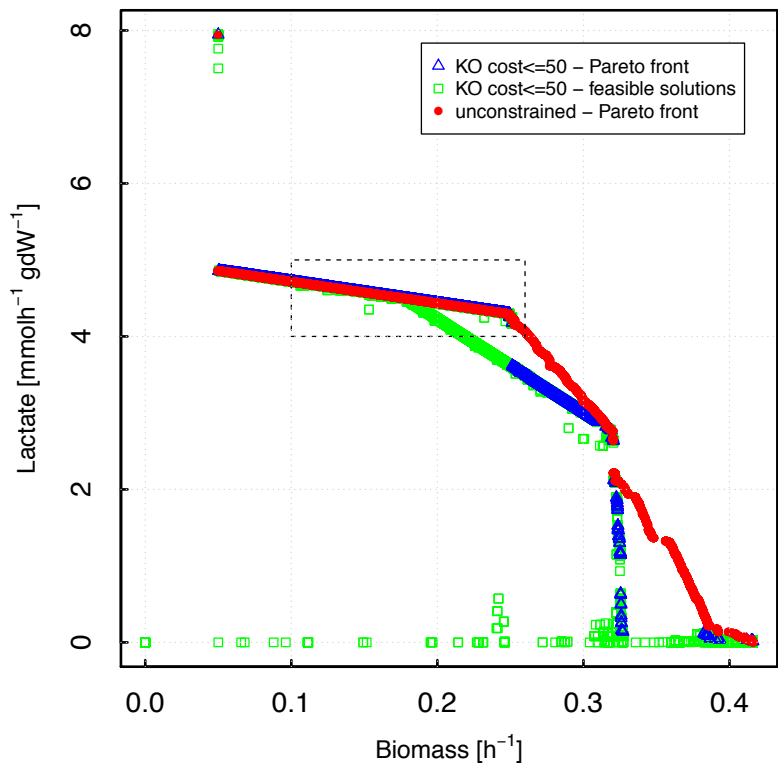 KO cost<=50 − Pareto front
KO cost<=50 − feasible solutions
unconstrained − Pareto front
8
6
4
2
0
Lactate [mmolh⁻¹ gdW⁻¹]
0.0 0.1 0.2 0.3 0.4
Biomass [h⁻¹]